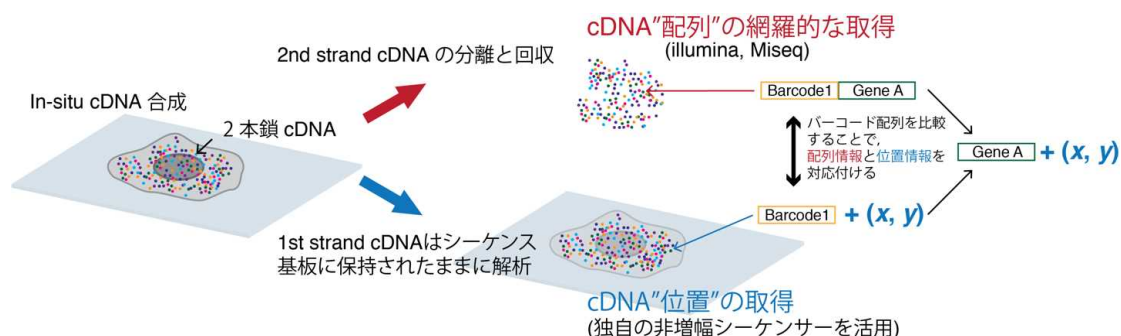 cDNA”配列”の網羅的な取得
(illumina, Miseq)
2nd strand cDNA の分離と回収
In-situ cDNA 合成
2 本鎖 cDNA
Barcode1 Gene A
バーコード配列を比較
することで,
配列情報と位置情報を
対応付ける
Gene A + (x, y)
Barcode1 + (x, y)
1st strand cDNAはシーケンス
基板に保持されたままに解析
cDNA”位置”の取得
(独自の非増幅シーケンサーを活用)